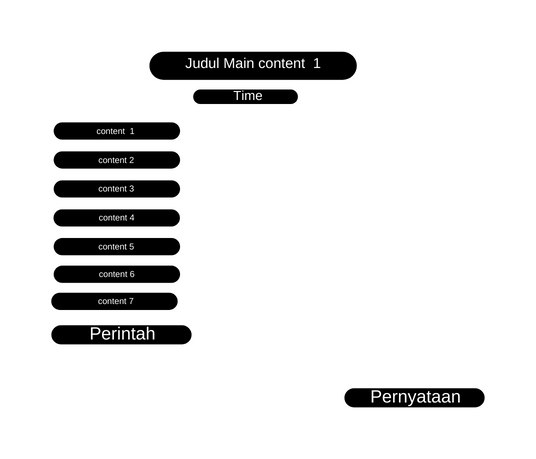 Judul Main content  1
Time
content  1
content 2
content 3
content 4
content 5
content 6
content 7
Perintah
Pernyataan